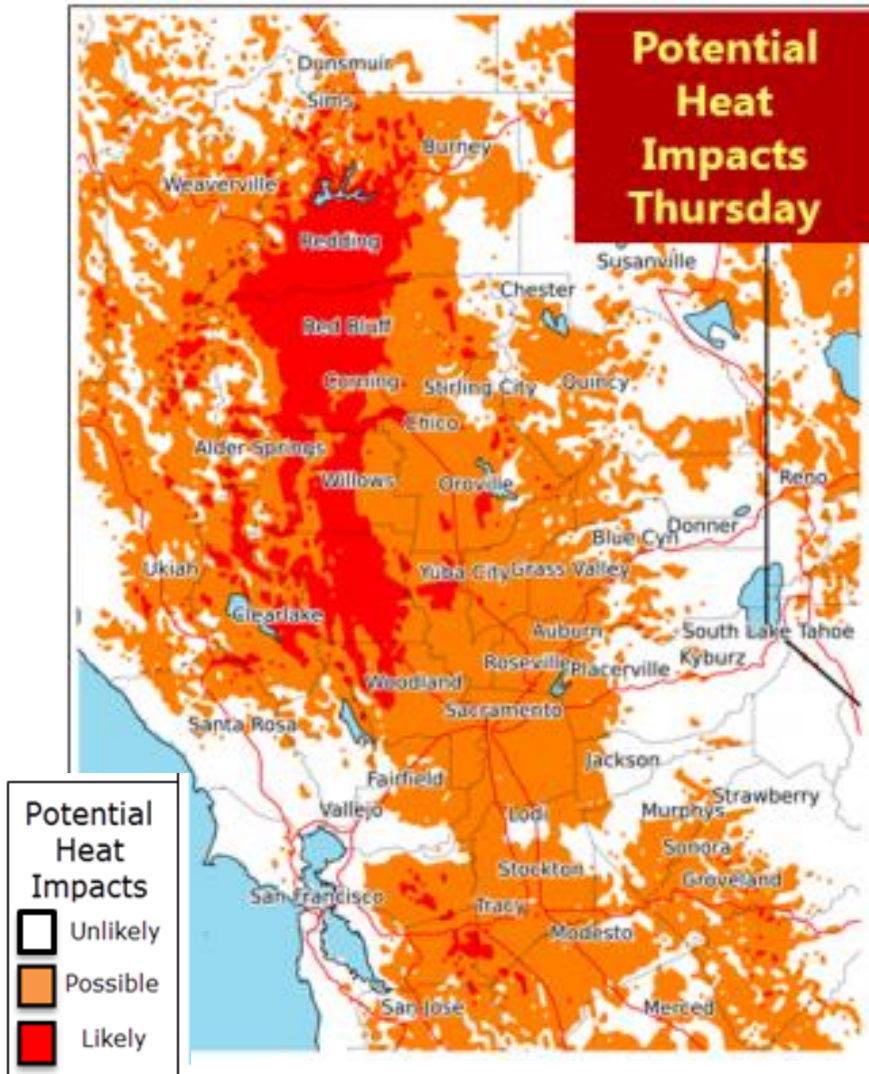 Potential
Heat
Impacts
Thursday
Dunsmuir
Sims
Burney
Weaverville
Redding
Susanville
Chester
Red Bluff
Corning
Stirling City
Quincy
Chico
Alder Springs
Willows
Oroville
Reno
Donner
Blue Cyn
Ukiah
Yuba City
Grass Valley
Clearlake
Auburn
South Lake Tahoe
Roseville
Placerville
Kyburz
Woodland
Sacramento
Santa Rosa
Jackson
Fairfield
Strawberry
Vallejo
Lodi
Murphys
Sonora
Stockton
Groveland
San Francisco
Tracy
Modesto
San Jose
Merced
Potential
Heat
Impacts
Unlikely
Possible
Likely